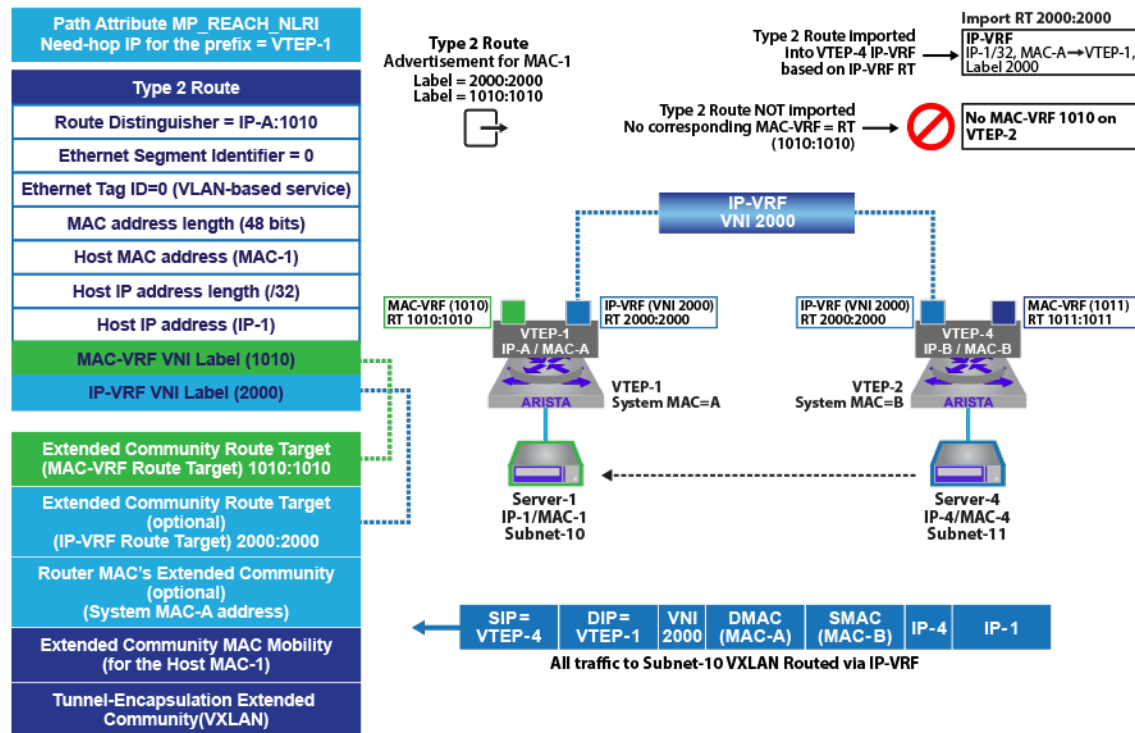 Path Attribute MP_REACH_NLRI
Need-hop IP for the prefix = VTEP-1
Type 2 Route
Route Distinguisher = IP-A:1010
Ethernet Segment Identifier = 0
Ethernet Tag ID=0 (VLAN-based service)
MAC address length (48 bits)
Host MAC address (MAC-1)
Host IP address length (/32)
Host IP address (IP-1)
MAC-VRF VNI Label (1010)
IP-VRF VNI Label (2000)
Extended Community Route Target
(MAC-VRF Route Target) 1010:1010
Extended Community Route Target
(optional)
(IP-VRF Route Target) 2000:2000
Router MAC's Extended Community
(optional)
(System MAC-A address)
Extended Community MAC Mobility
(for the Host MAC-1)
Tunnel-Encapsulation Extended
Community(VXLAN)
Type 2 Route
Advertisement for MAC-1
Label = 2000:2000
Label = 1010:1010
Type 2 Route Imported
Into VTEP-4 IP-VRF
based on IP-VRF RT
Import RT 2000:2000
IP-VRF
IP-1/32, MAC-A→VTEP-1,
Label 2000
Type 2 Route NOT Imported
No corresponding MAC-VRF = RT
(1010:1010)
No MAC-VRF 1010 on
VTEP-2
IP-VRF
VNI 2000
MAC-VRF (1010)
RT 1010:1010
IP-VRF (VNI 2000)
RT 2000:2000
VTEP-1
IP-A / MAC-A
ARISTA
VTEP-1
System MAC=A
IP-VRF (VNI 2000)
RT 2000:2000
MAC-VRF (1011)
RT 1011:1011
VTEP-4
IP-B / MAC-B
ARISTA
VTEP-2
System MAC=B
Server-1
IP-1/MAC-1
Subnet-10
Server-4
IP-4/MAC-4
Subnet-11
SIP=
VTEP-4
DIP=
VTEP-1
VNI
2000
DMAC
(MAC-A)
SMAC
(MAC-B)
IP-4
IP-1
All traffic to Subnet-10 VXLAN Routed via IP-VRF